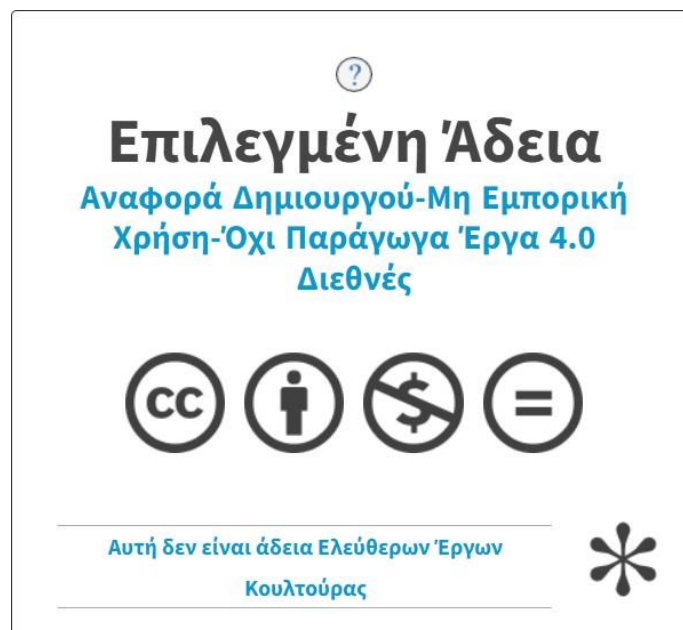 ?
Επιλεγμένη Άδεια
Αναφορά Δημιουργού-Μη Εμπορική
Χρήση-Όχι Παράγωγα Έργα 4.0
Διεθνές
cc $ =
Αυτή δεν είναι άδεια Ελεύθερων Έργων
Κουλτούρας